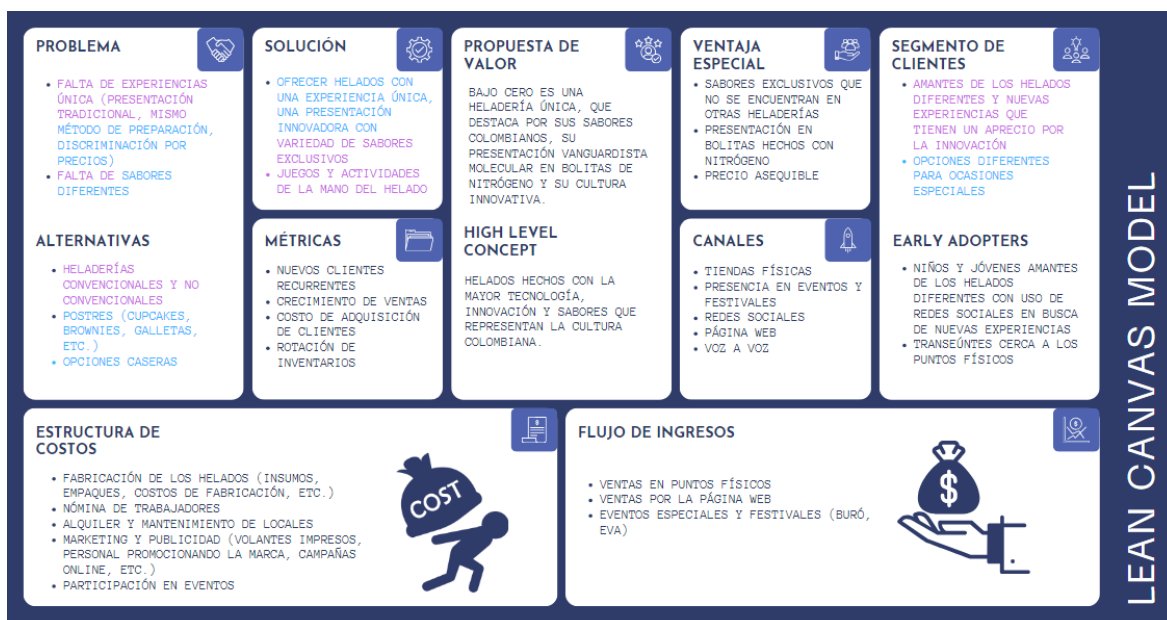 PROBLEMA
• FALTA DE EXPERIENCIAS
ÚNICA (PRESENTACIÓN
TRADICIONAL, MISMO
MÉTODO DE PREPARACIÓN,
DISCRIMINACIÓN POR
PRECIOS)
• FALTA DE SABORES
DIFERENTES
ALTERNATIVAS
• HELADERÍAS
CONVENCIONALES Y NO
CONVENCIONALES
• POSTRES (CUPCAKES,
BROWNIES, GALLETAS,
ETC.)
• OPCIONES CASERAS
SOLUCIÓN
• OFRECER HELADOS CON
UNA EXPERIENCIA ÚNICA,
UNA PRESENTACIÓN
INNOVADORA CON
VARIEDAD DE SABORES
EXCLUSIVOS
• JUEGOS Y ACTIVIDADES
DE LA MANO DEL HELADO
MÉTRICAS
• NUEVOS CLIENTES
RECURRENTES
• CRECIMIENTO DE VENTAS
• COSTO DE ADQUISICIÓN
DE CLIENTES
• ROTACIÓN DE
INVENTARIOS
PROPUESTA DE
VALOR
BAJO CERO ES UNA
HELADERÍA ÚNICA, QUE
DESTACA POR SUS SABORES
COLOMBIANOS, SU
PRESENTACIÓN VANGUARDISTA
MOLECULAR EN BOLITAS DE
NITRÓGENO Y SU CULTURA
INNOVATIVA.
HIGH LEVEL
CONCEPT
HELADOS HECHOS CON LA
MAYOR TECNOLOGÍA,
INNOVACIÓN Y SABORES QUE
REPRESENTAN LA CULTURA
COLOMBIANA.
VENTAJA
ESPECIAL
• SABORES EXCLUSIVOS QUE
NO SE ENCUENTRAN EN
OTRAS HELADERÍAS
• PRESENTACIÓN EN
BOLITAS HECHOS CON
NITRÓGENO
• PRECIO ASEQUIBLE
CANALES
• TIENDAS FÍSICAS
• PRESENCIA EN EVENTOS Y
FESTIVALES
• REDES SOCIALES
• PÁGINA WEB
• VOZ A VOZ
SEGMENTO DE
CLIENTES
• AMANTES DE LOS HELADOS
DIFERENTES Y NUEVAS
EXPERIENCIAS QUE
TIENEN UN APRECIO POR
LA INNOVACIÓN
• OPCIONES DIFERENTES
PARA OCASIONES
ESPECIALES
EARLY ADOPTERS
• NIÑOS Y JÓVENES AMANTES
DE LOS HELADOS
DIFERENTES CON USO DE
REDES SOCIALES EN BUSCA
DE NUEVAS EXPERIENCIAS
• TRANSEÚNTES CERCA A LOS
PUNTOS FÍSICOS
ESTRUCTURA DE
COSTOS
• FABRICACIÓN DE LOS HELADOS (INSUMOS,
EMPAQUES, COSTOS DE FABRICACIÓN, ETC.)
• NÓMINA DE TRABAJADORES
• ALQUILER Y MANTENIMIENTO DE LOCALES
• MARKETING Y PUBLICIDAD (VOLANTES IMPRESOS,
PERSONAL PROMOCIONANDO LA MARCA, CAMPAÑAS
ONLINE, ETC.)
• PARTICIPACIÓN EN EVENTOS
COST
FLUJO DE INGRESOS
• VENTAS EN PUNTOS FÍSICOS
• VENTAS POR LA PÁGINA WEB
• EVENTOS ESPECIALES Y FESTIVALES (BURÓ,
EVA)
$
LEAN CANVAS MODEL